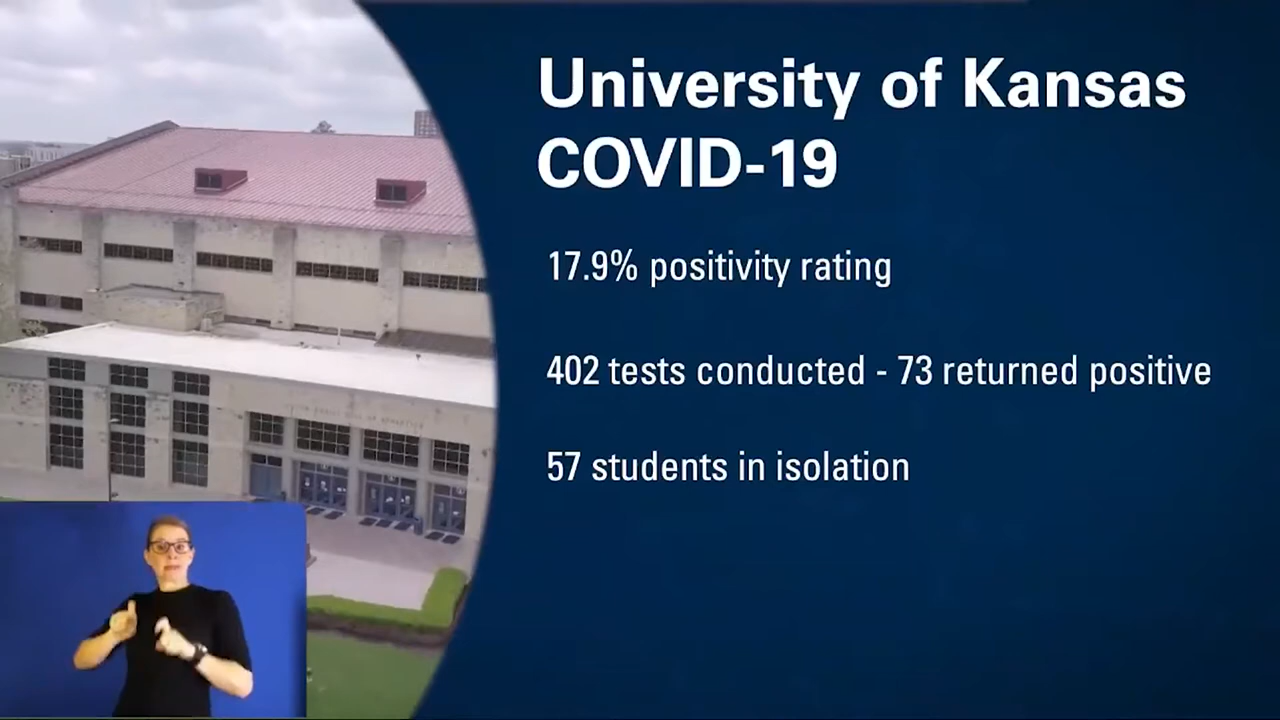 University of Kansas
COVID-19
17.9% positivity rating
402 tests conducted - 73 returned positive
57 students in isolation